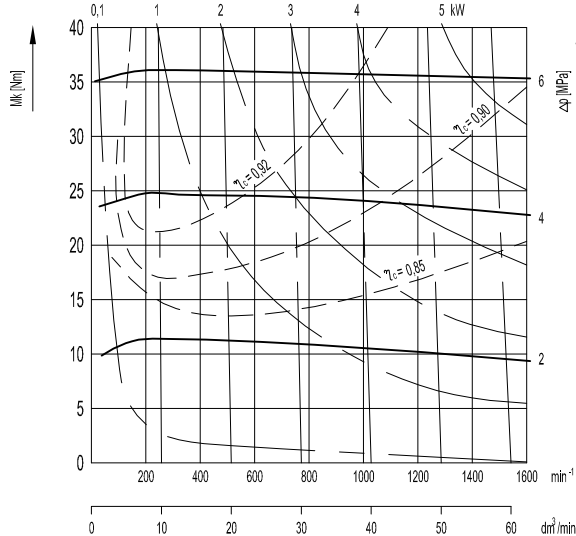 0,1 1 2 3 4 5 kW
Mk [Nm]
40
35
30
25
20
15
10
5
0
6
4
2
Δp [MPa]
ηc = 0,90
ηc = 0,92
ηc = 0,85
200 400 600 800 1000 1200 1400 1600 min⁻¹
0 10 20 30 40 50 60 dm³/min